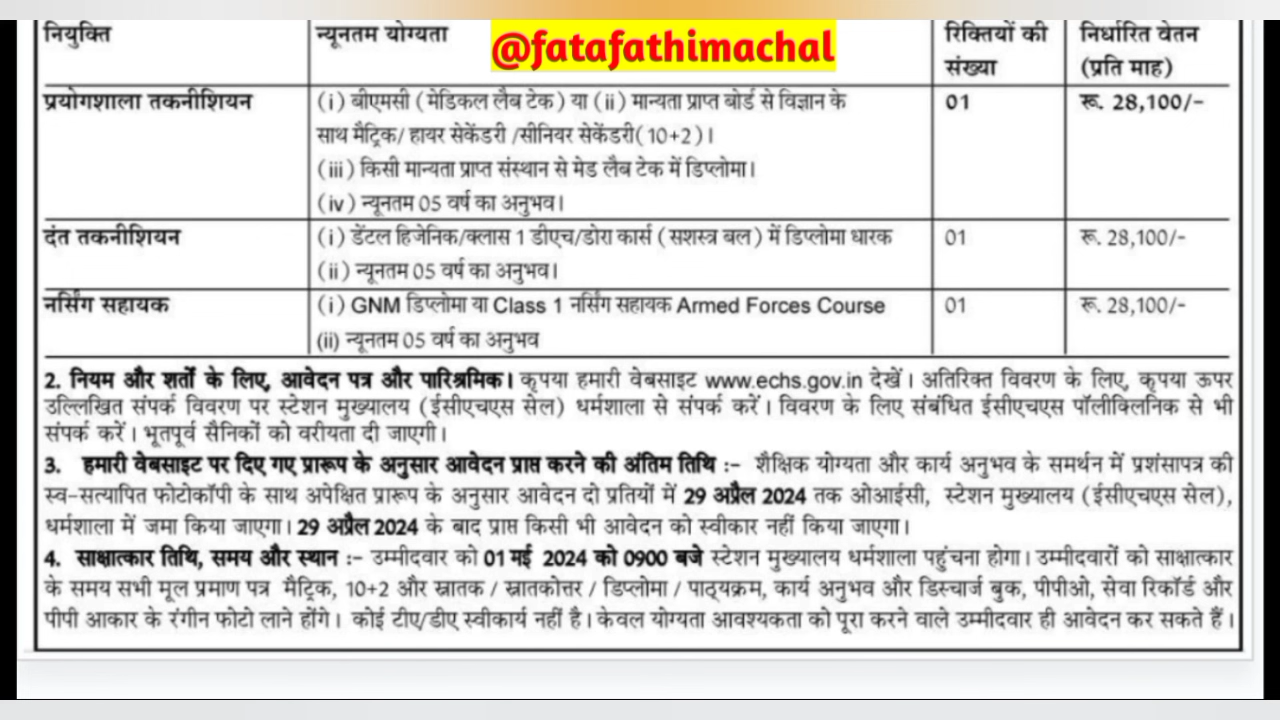 @fatafathimachal
नियुक्ति न्यूनतम योग्यता रिक्तियों की संख्या निर्धारित वेतन (प्रति माह)
प्रयोगशाला तकनीशियन (i) बीएमसी (मेडिकल लैब टेक) या (ii) मान्यता प्राप्त बोर्ड से विज्ञान के 01 रू. 28,100/-
साथ मैट्रिक/ हायर सेकेंडरी /सीनियर सेकेंडरी(10+2)।
(iii) किसी मान्यता प्राप्त संस्थान से मेड लैब टेक में डिप्लोमा।
(iv) न्यूनतम 05 वर्ष का अनुभव।
दंत तकनीशियन (i) डेंटल हिजेनिक/क्लास 1 डीएच/डोरा कार्स (सशस्त्र बल) में डिप्लोमा धारक 01 रू. 28,100/-
(ii) न्यूनतम 05 वर्ष का अनुभव।
नर्सिंग सहायक (i) GNM डिप्लोमा या Class 1 नर्सिंग सहायक Armed Forces Course 01 रू. 28,100/-
(ii) न्यूनतम 05 वर्ष का अनुभव
2. नियम और शर्तों के लिए, आवेदन पत्र और पारिश्रमिक। कृपया हमारी वेबसाइट www.echs.gov.in देखें। अतिरिक्त विवरण के लिए, कृपया ऊपर
उल्लिखित संपर्क विवरण पर स्टेशन मुख्यालय (ईसीएचएस सेल) धर्मशाला से संपर्क करें। विवरण के लिए संबंधित ईसीएचएस पॉलीक्लिनिक से भी
संपर्क करें। भूतपूर्व सैनिकों को वरीयता दी जाएगी।
3. हमारी वेबसाइट पर दिए गए प्रारूप के अनुसार आवेदन प्राप्त करने की अंतिम तिथि :- शैक्षिक योग्यता और कार्य अनुभव के समर्थन में प्रशंसापत्र की
स्व-सत्यापित फोटोकॉपी के साथ अपेक्षित प्रारूप के अनुसार आवेदन दो प्रतियों में 29 अप्रैल 2024 तक ओआईसी, स्टेशन मुख्यालय (ईसीएचएस सेल),
धर्मशाला में जमा किया जाएगा। 29 अप्रैल 2024 के बाद प्राप्त किसी भी आवेदन को स्वीकार नहीं किया जाएगा।
4. साक्षात्कार तिथि, समय और स्थान :- उम्मीदवार को 01 मई 2024 को 0900 बजे स्टेशन मुख्यालय धर्मशाला पहुंचना होगा। उम्मीदवारों को साक्षात्कार
के समय सभी मूल प्रमाण पत्र मैट्रिक, 10+2 और स्नातक / स्नातकोत्तर / डिप्लोमा / पाठ्यक्रम, कार्य अनुभव और डिस्चार्ज बुक, पीपीओ, सेवा रिकॉर्ड और
पीपी आकार के रंगीन फोटो लाने होंगे। कोई टीए/डीए स्वीकार्य नहीं है। केवल योग्यता आवश्यकता को पूरा करने वाले उम्मीदवार ही आवेदन कर सकते हैं।